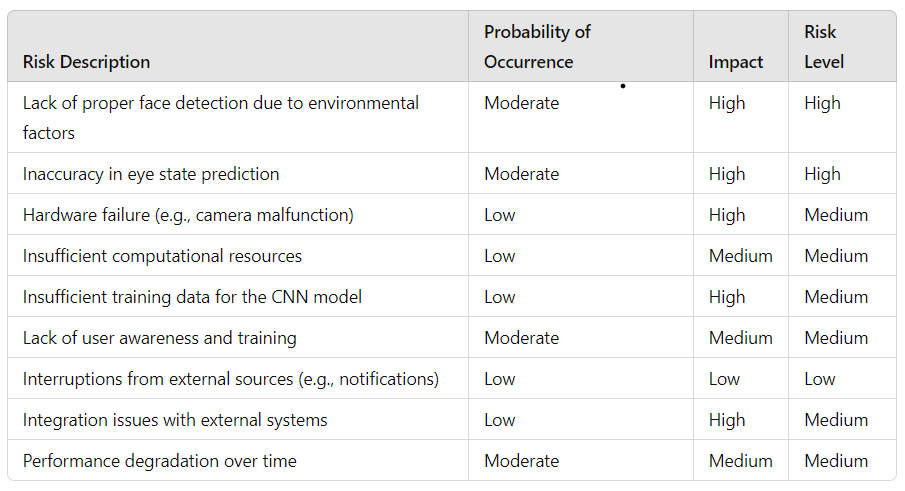 Risk Description Probability of Occurrence Impact Risk Level
Lack of proper face detection due to environmental factors Moderate High High
Inaccuracy in eye state prediction Moderate High High
Hardware failure (e.g., camera malfunction) Low High Medium
Insufficient computational resources Low Medium Medium
Insufficient training data for the CNN model Low High Medium
Lack of user awareness and training Moderate Medium Medium
Interruptions from external sources (e.g., notifications) Low Low Low
Integration issues with external systems Low High Medium
Performance degradation over time Moderate Medium Medium